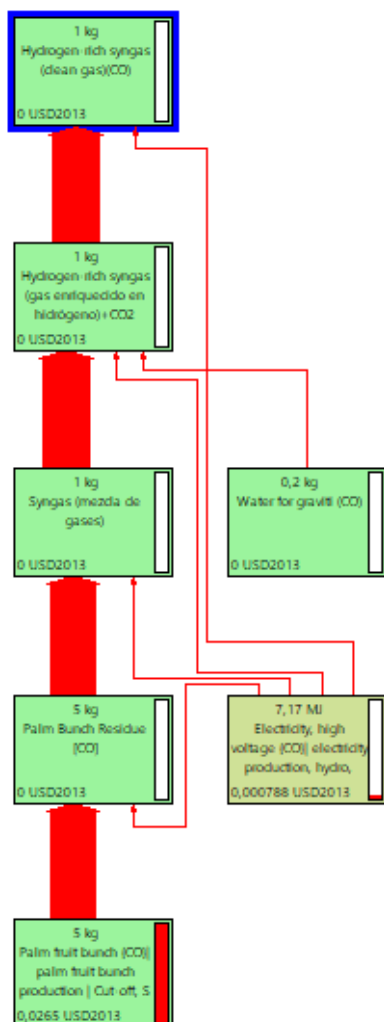 1 kg
Hydrogen-rich syngas
(clean gas)(CO)
0 USD2013
1 kg
Hydrogen-rich syngas
(gas enriquecido en
hidrógeno)+CO2
0 USD2013
1 kg
Syngas (mezcla de
gases)
0 USD2013
0,2 kg
Water for graviti (CO)
0 USD2013
5 kg
Palm Bunch Residue
[CO]
0 USD2013
7,17 MJ
Electricity, high
voltage {CO}| electricity
production, hydro,
0,000788 USD2013
5 kg
Palm fruit bunch {CO}|
palm fruit bunch
production | Cut-off, S
0,0265 USD2013